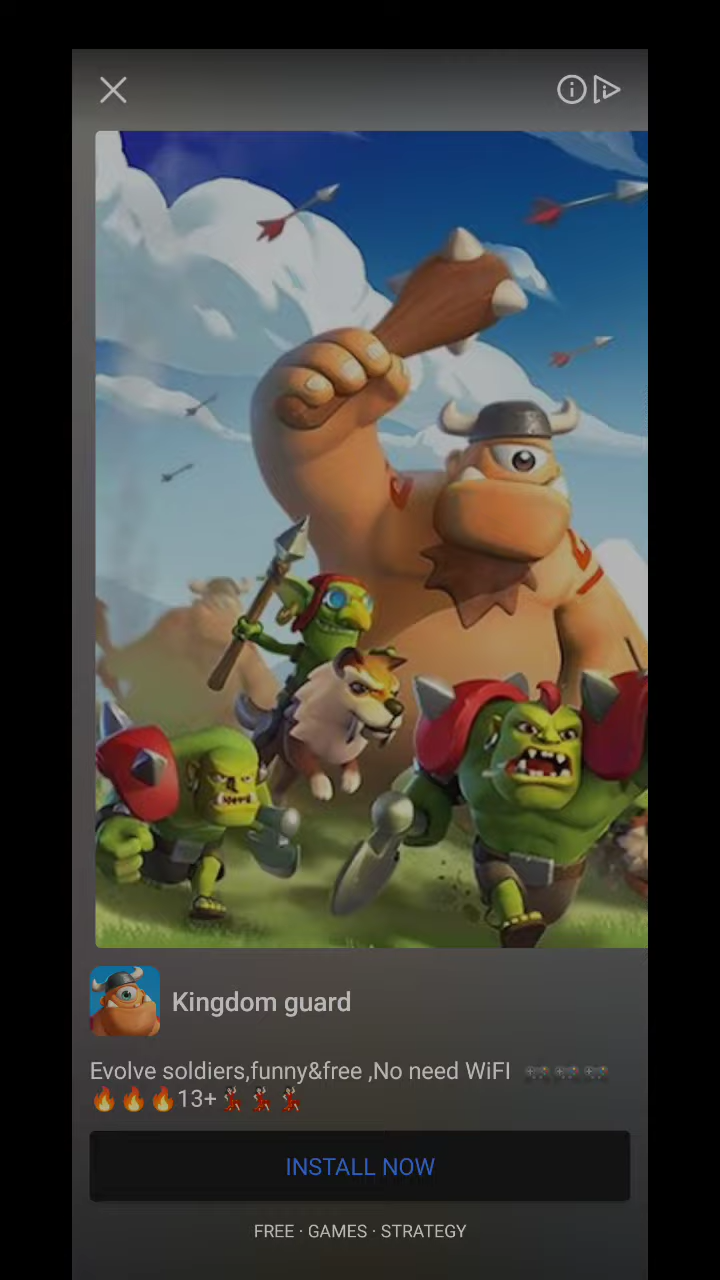 Kingdom guard
Evolve soldiers,funny&free ,No need WiFI 🎮🎮🎮
🔥🔥🔥13+💃💃💃
INSTALL NOW
FREE · GAMES · STRATEGY